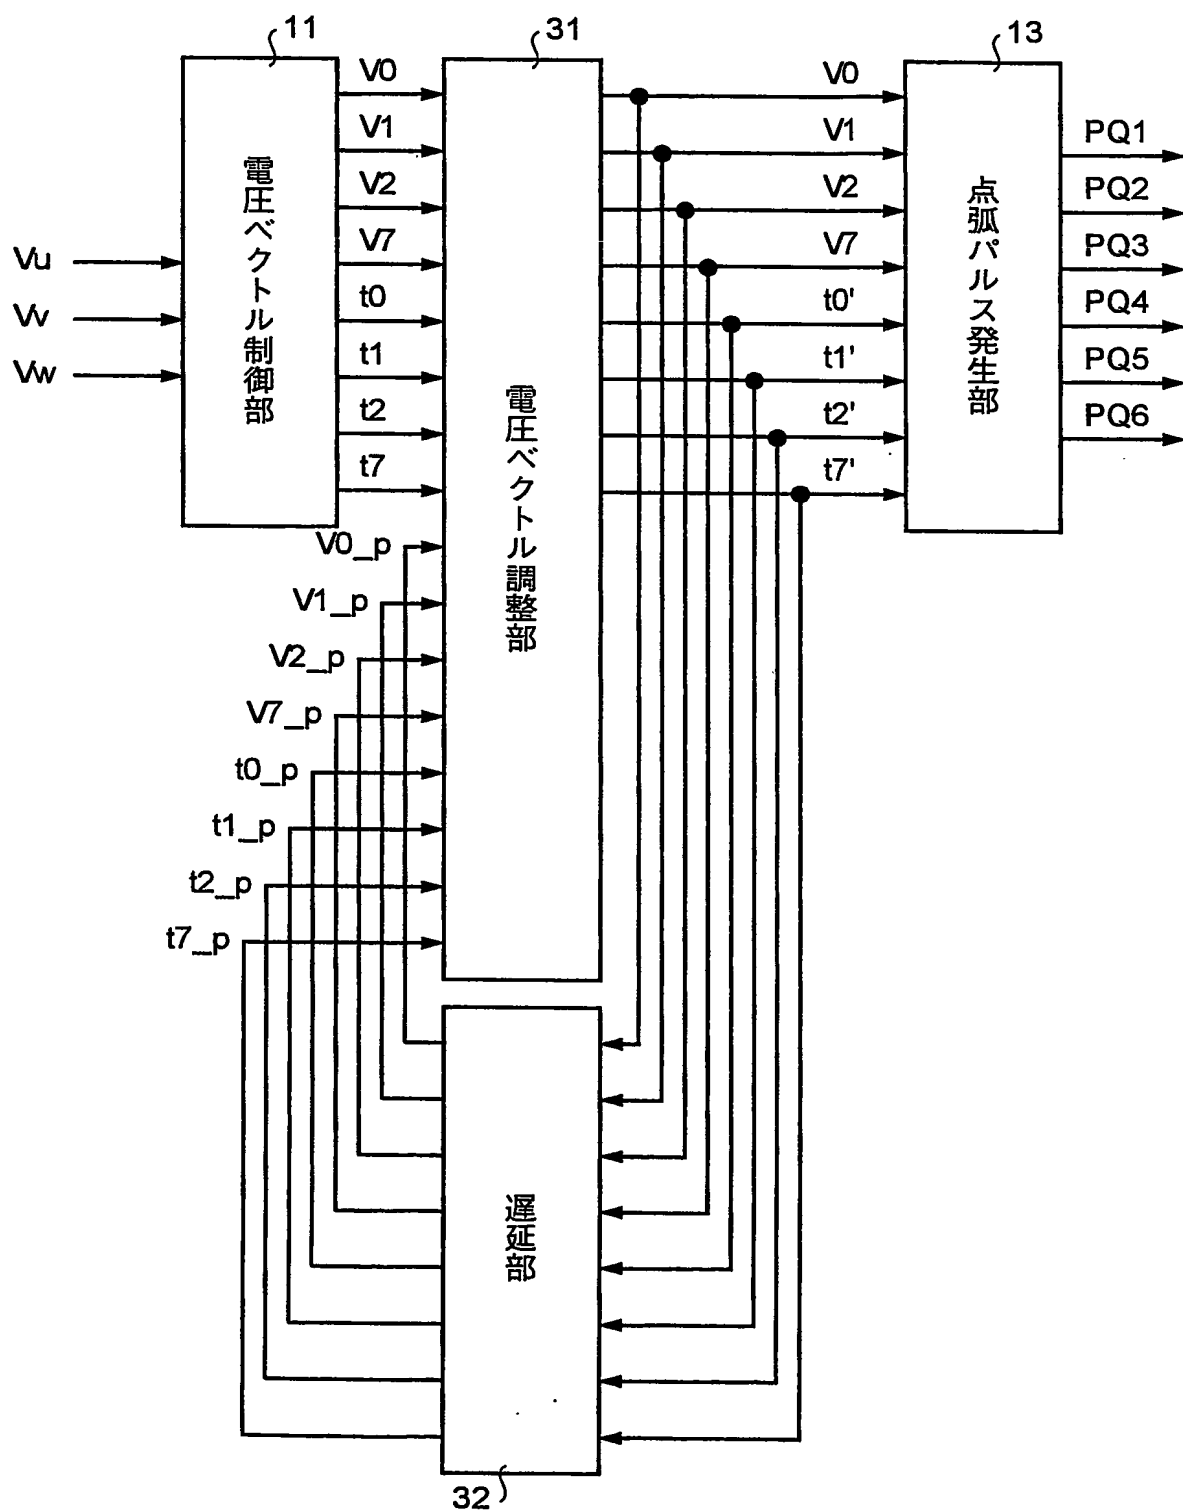 11
31
13
電圧ベクトル制御部
電圧ベクトル調整部
点弧パルス発生部
Vu
Vv
Vw
V0
V1
V2
V7
t0
t1
t2
t7
V0
V1
V2
V7
t0'
t1'
t2'
t7'
PQ1
PQ2
PQ3
PQ4
PQ5
PQ6
V0_p
V1_p
V2_p
V7_p
t0_p
t1_p
t2_p
t7_p
遅延部
32